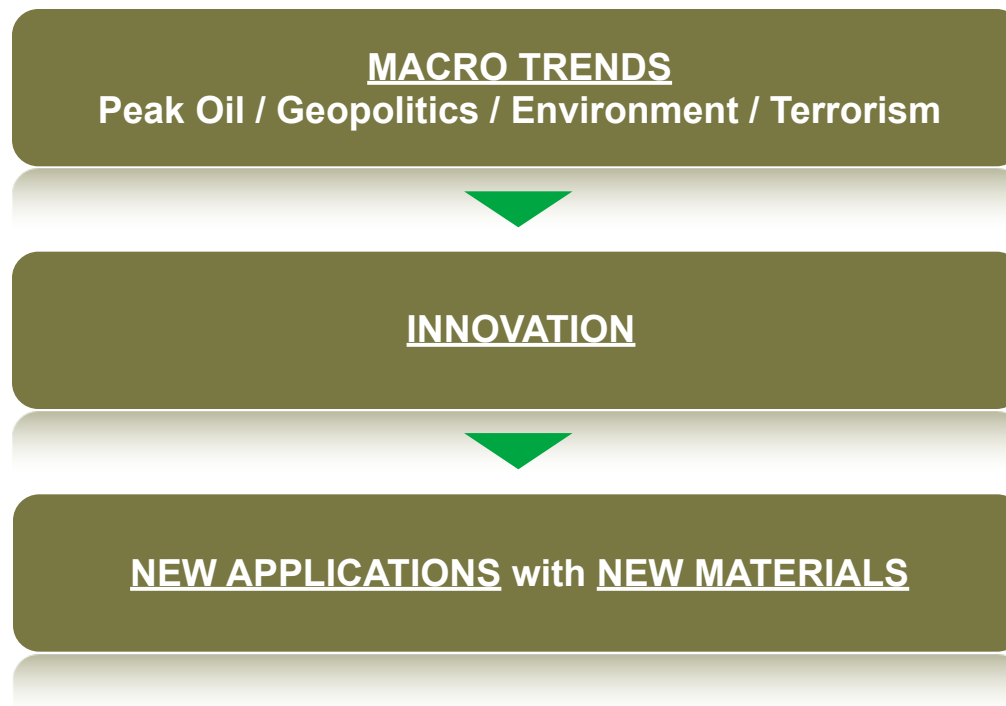 MACRO TRENDS
Peak Oil / Geopolitics / Environment / Terrorism
INNOVATION
NEW APPLICATIONS with NEW MATERIALS